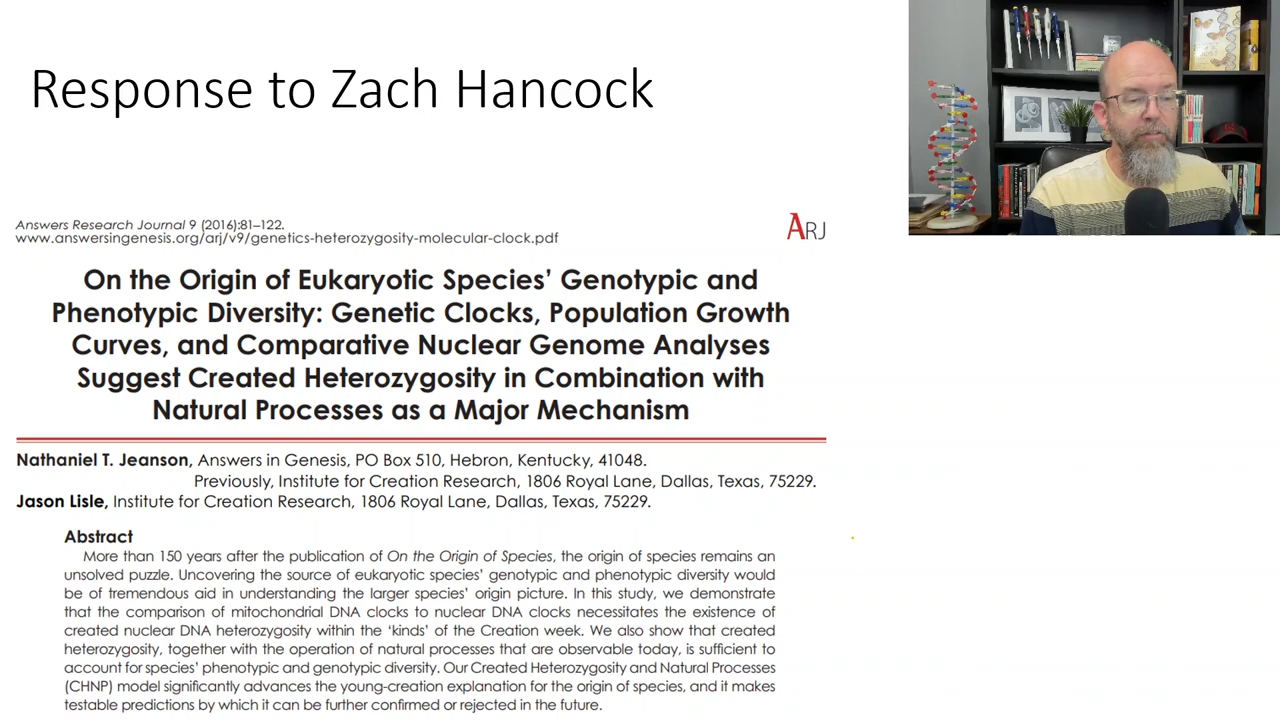 Response to Zach Hancock
Answers Research Journal 9 (2016):81–122.
www.answersingenesis.org/arj/v9/genetics-heterozygosity-molecular-clock.pdf
ARJ
On the Origin of Eukaryotic Species’ Genotypic and
Phenotypic Diversity: Genetic Clocks, Population Growth
Curves, and Comparative Nuclear Genome Analyses
Suggest Created Heterozygosity in Combination with
Natural Processes as a Major Mechanism
Nathaniel T. Jeanson, Answers in Genesis, PO Box 510, Hebron, Kentucky, 41048.
Previously, Institute for Creation Research, 1806 Royal Lane, Dallas, Texas, 75229.
Jason Lisle, Institute for Creation Research, 1806 Royal Lane, Dallas, Texas, 75229.
Abstract
More than 150 years after the publication of On the Origin of Species, the origin of species remains an
unsolved puzzle. Uncovering the source of eukaryotic species’ genotypic and phenotypic diversity would
be of tremendous aid in understanding the larger species’ origin picture. In this study, we demonstrate
that the comparison of mitochondrial DNA clocks to nuclear DNA clocks necessitates the existence of
created nuclear DNA heterozygosity within the ‘kinds’ of the Creation week. We also show that created
heterozygosity, together with the operation of natural processes that are observable today, is sufficient to
account for species’ phenotypic and genotypic diversity. Our Created Heterozygosity and Natural Processes
(CHNP) model significantly advances the young-creation explanation for the origin of species, and it makes
testable predictions by which it can be further confirmed or rejected in the future.